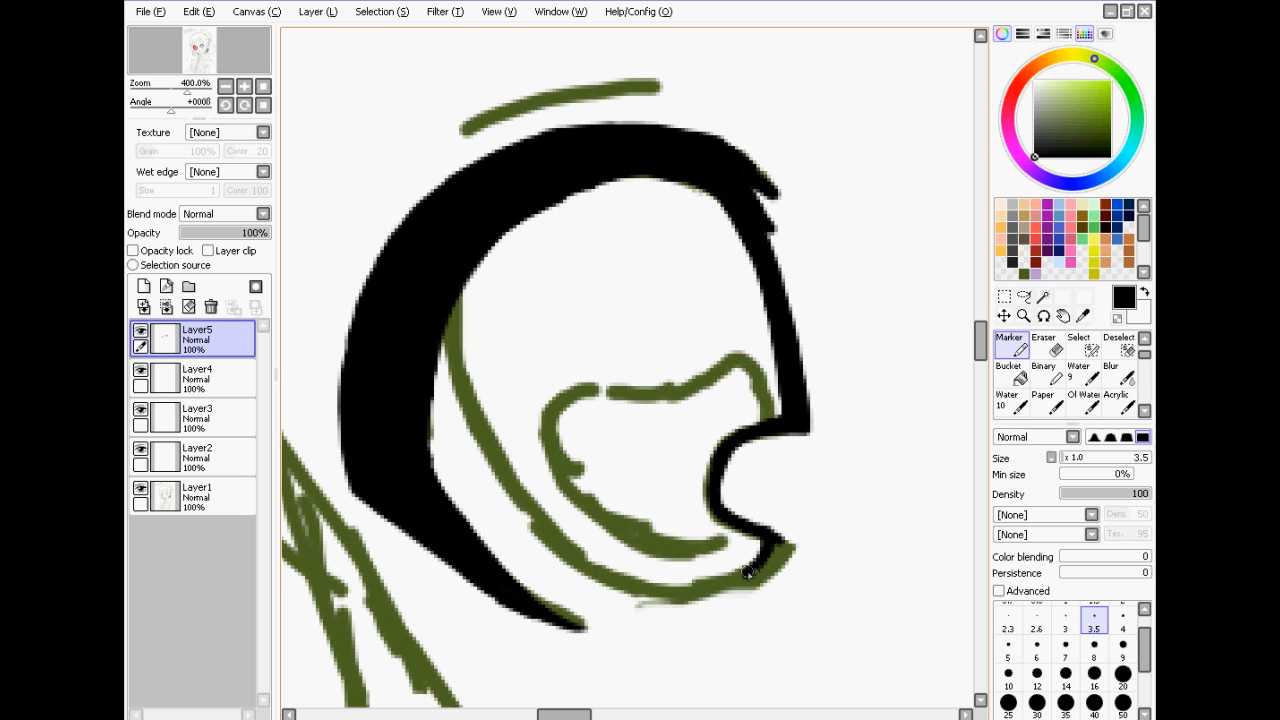 File (F) Edit (E) Canvas (C) Layer (L) Selection (S) Filter (T) View (V) Window (W) Help/Config (O)
Zoom 400.0%
Angle +000ß
Texture [None]
Grain 100% Contr 20
Wet edge [None]
Size 1 Contr 100
Blend mode Normal
Opacity 100%
Opacity lock Layer clip
Selection source
Layer5
Normal
100%
Layer4
Normal
100%
Layer3
Normal
100%
Layer2
Normal
100%
Layer1
Normal
100%
Marker Eraser Select Deselect
Bucket Binary Water 9 Blur
Water 10 Paper Oil Water Acrylic
Normal
Size x 1.0 3.5
Min size 0%
Density 100
[None] Dens 50
[None] Tex. 95
Color blending 0
Persistence 0
Advanced
2.3 2.6 3 3.5 4
5 6 7 8 9
10 12 14 16 20
25 30 35 40 50